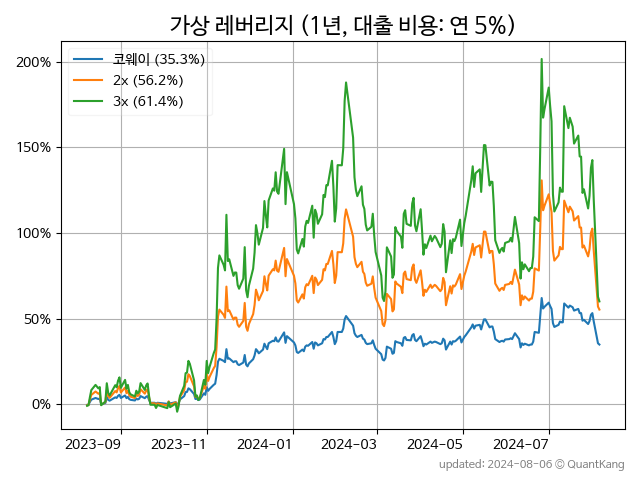 가상 레버리지 (1년, 대출 비용: 연 5%)
코웨이 (35.3%)
2x (56.2%)
3x (61.4%)
200%
150%
100%
50%
0%
2023-09 2023-11 2024-01 2024-03 2024-05 2024-07
updated: 2024-08-06 © QuantKang